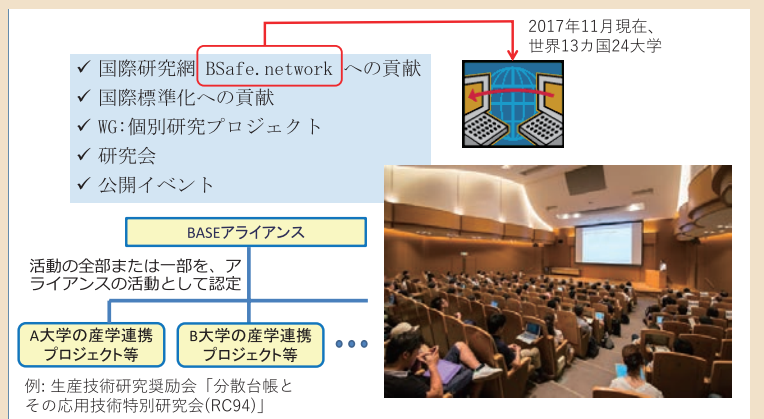 2017年11月現在、
世界13カ国24大学
✓ 国際研究網 BSafe.network への貢献
✓ 国際標準化への貢献
✓ WG:個別研究プロジェクト
✓ 研究会
✓ 公開イベント
BASEアライアンス
活動の全部または一部を、ア
ライアンスの活動として認定
A大学の産学連携
プロジェクト等
B大学の産学連携
プロジェクト等
•••
例: 生産技術研究奨励会「分散台帳と
その応用技術特別研究会(RC94)」